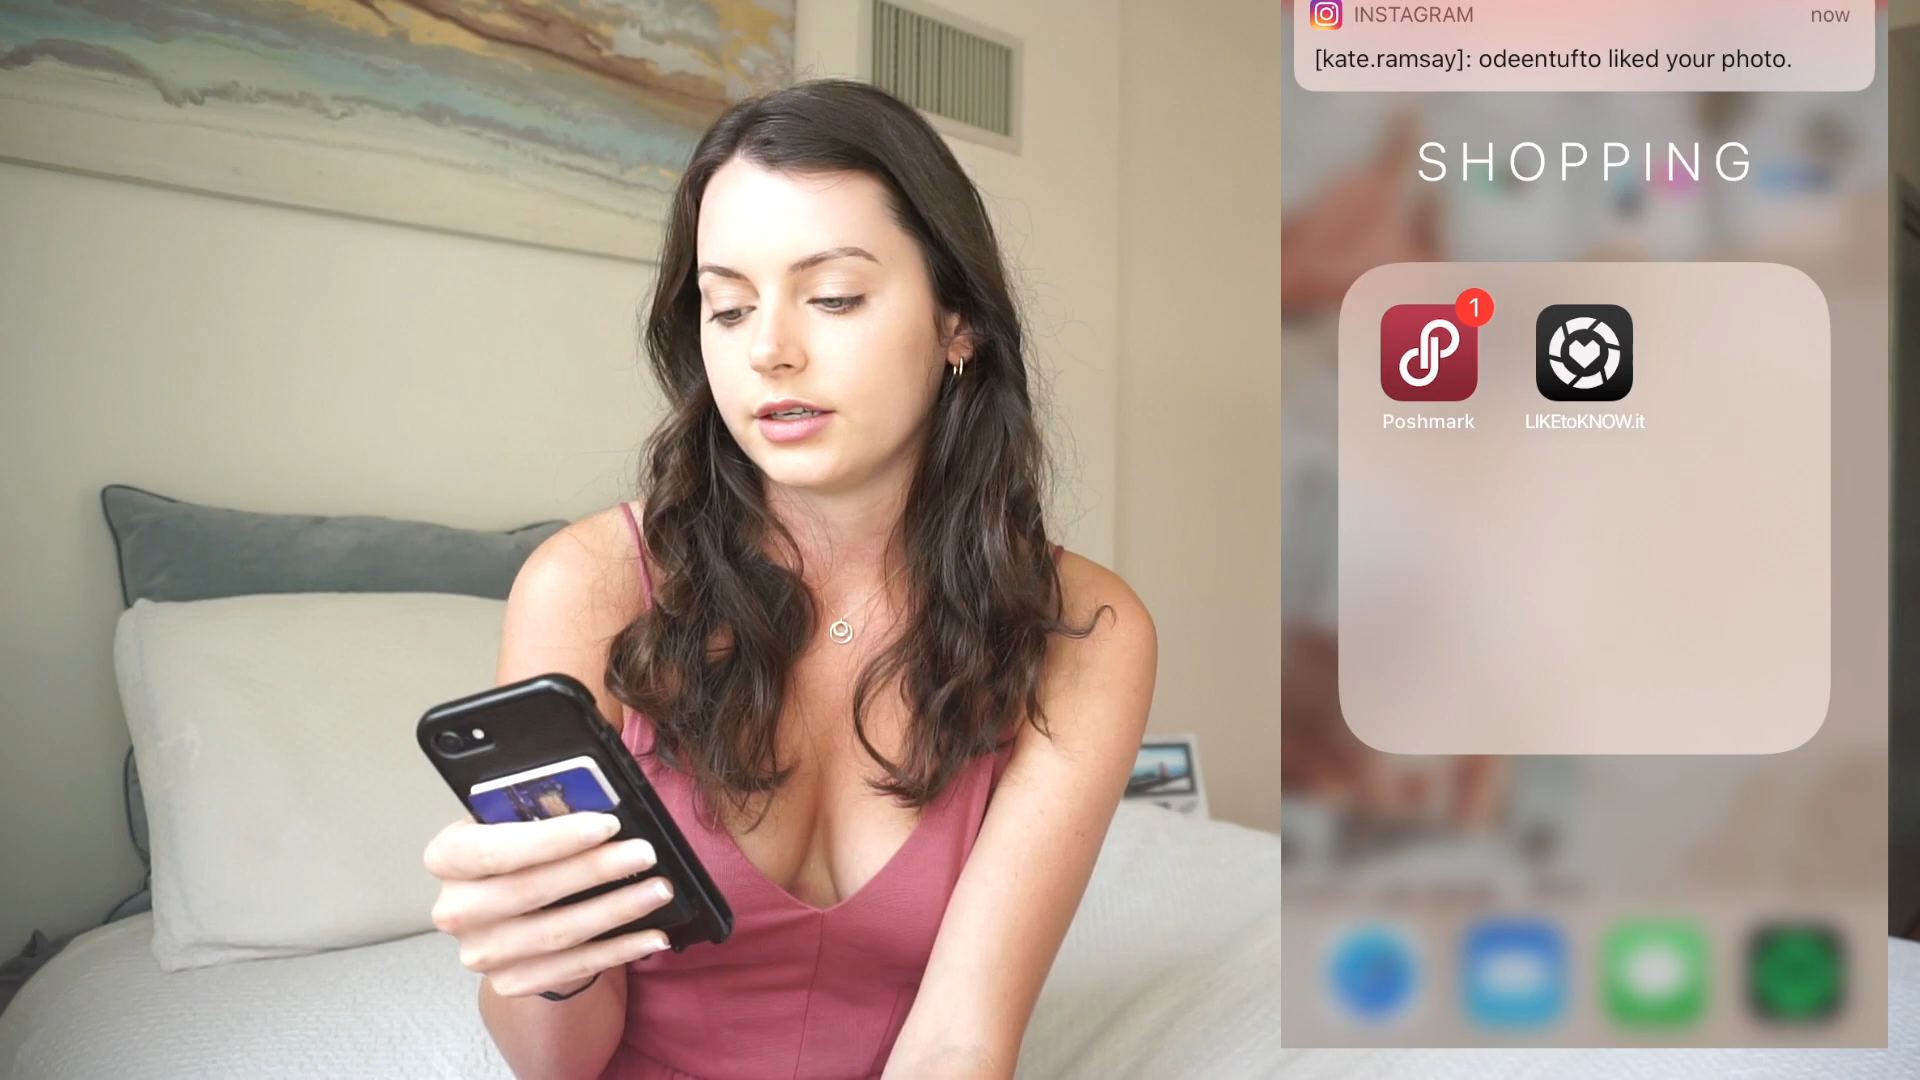 INSTAGRAM
now
[kate.ramsay]: odeentufto liked your photo.
SHOPPING
1
Poshmark
LIKEtoKNOW.it